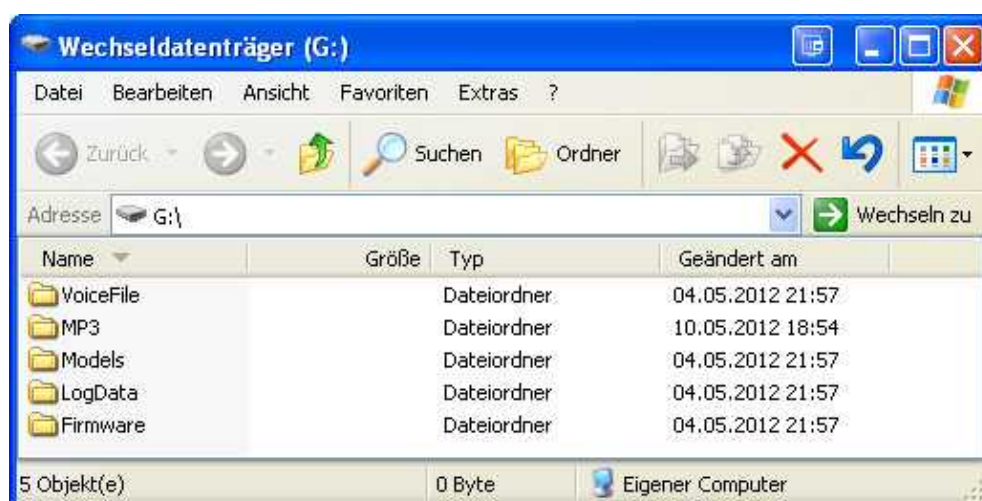 Wechseldatenträger (G:)
Datei Bearbeiten Ansicht Favoriten Extras ?
Zurück Suchen Ordner
Adresse G:\ Wechseln zu
Name Größe Typ Geändert am
VoiceFile Dateiordner 04.05.2012 21:57
MP3 Dateiordner 10.05.2012 18:54
Models Dateiordner 04.05.2012 21:57
LogData Dateiordner 04.05.2012 21:57
Firmware Dateiordner 04.05.2012 21:57
5 Objekt(e) 0 Byte Eigener Computer